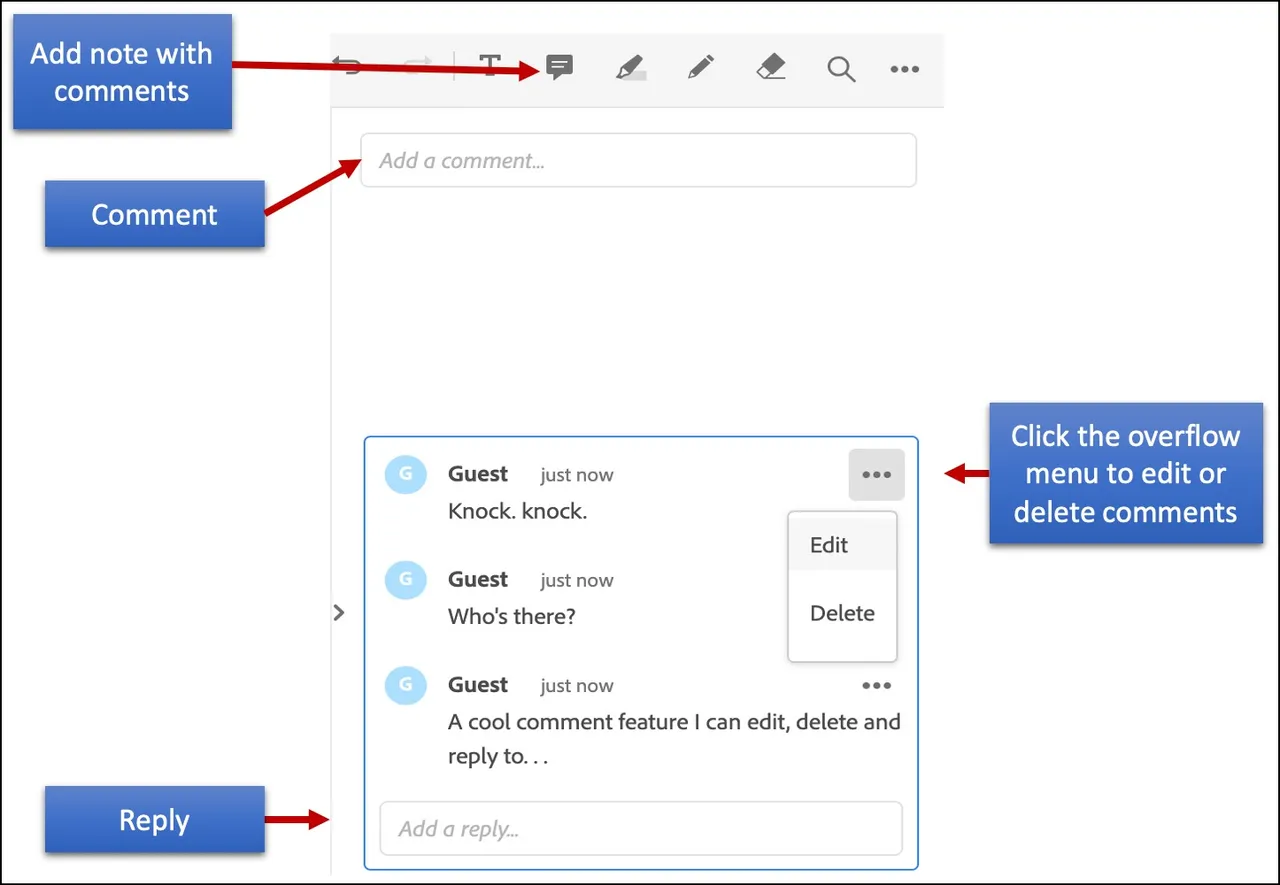 Add note with
comments
T
Add a comment...
Comment
Click the overflow
menu to edit or
delete comments
G Guest just now
Knock. knock.
Edit
G Guest just now
Who's there?
Delete
G Guest just now
A cool comment feature I can edit, delete and
reply to. . .
Reply
Add a reply...